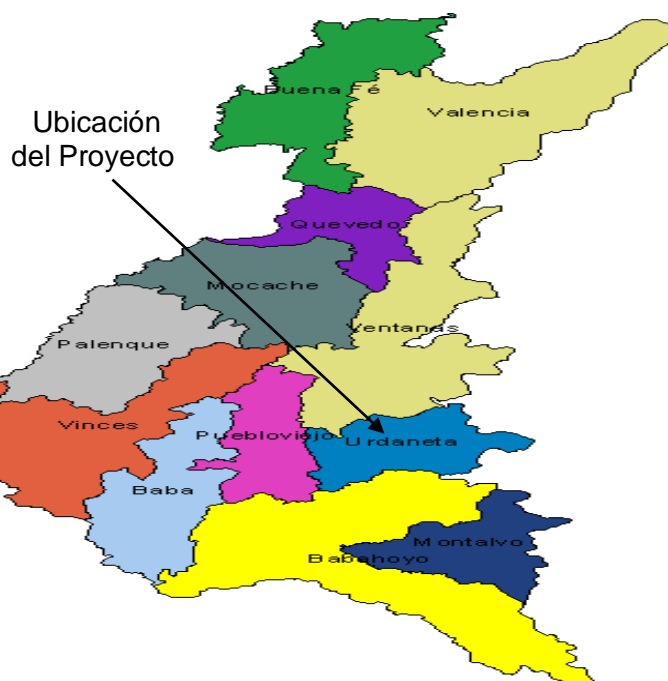 Buena Fé
Valencia
Ubicación
del Proyecto
Quevedo
Mocache
Ventanas
Palenque
Vinces
Puebloviejo
Urdaneta
Baba
Montalvo
Babahoyo